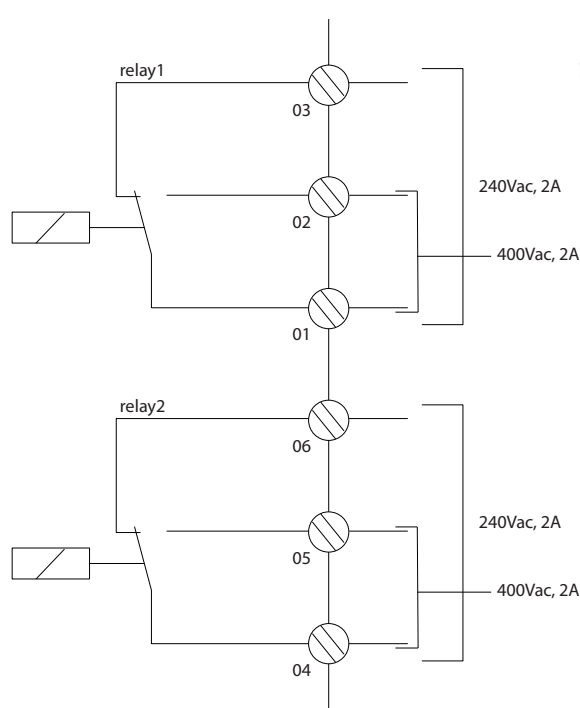 relay1
03
240Vac, 2A
02
400Vac, 2A
01
relay2
06
240Vac, 2A
05
400Vac, 2A
04